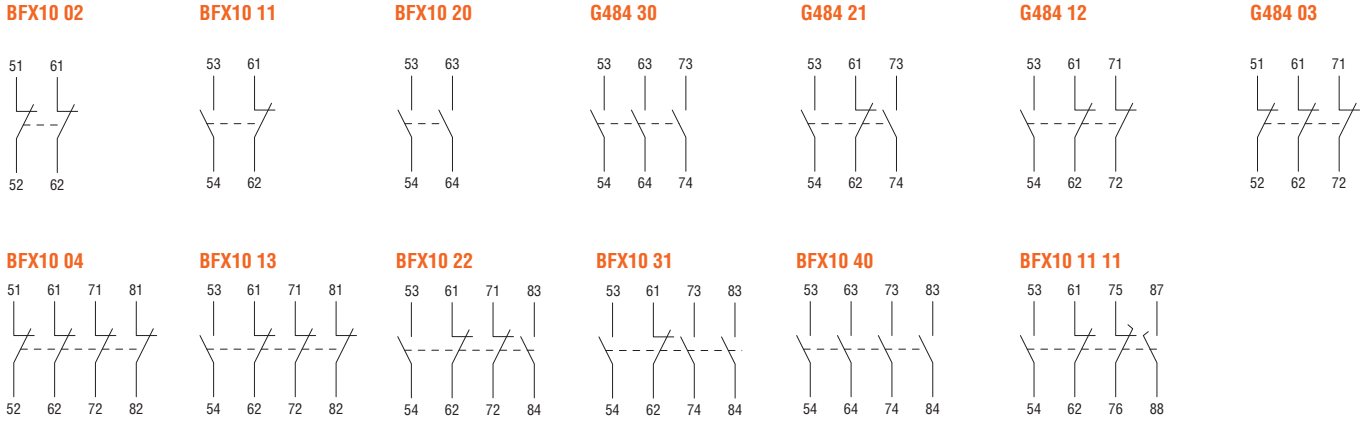 BFX10 02 BFX10 11 BFX10 20 G484 30 G484 21 G484 12 G484 03
51 61 53 61 53 63 53 63 73 53 61 73 53 61 71 51 61 71
52 62 54 62 54 64 54 64 74 54 62 74 54 62 72 52 62 72
BFX10 04 BFX10 13 BFX10 22 BFX10 31 BFX10 40 BFX10 11 11
51 61 71 81 53 61 71 81 53 61 71 83 53 61 73 83 53 63 73 83 53 61 75 87
52 62 72 82 54 62 72 82 54 62 72 84 54 62 74 84 54 64 74 84 54 62 76 88